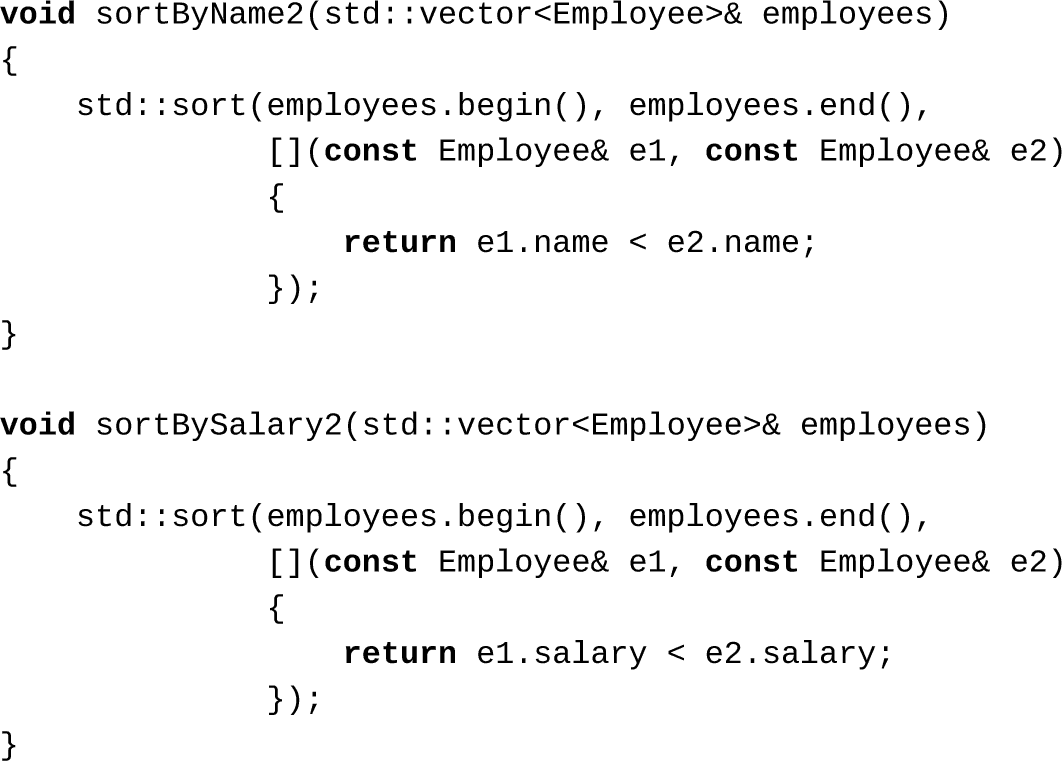 void sortByName2(std::vector<Employee>& employees)
{
    std::sort(employees.begin(), employees.end(),
              [](const Employee& e1, const Employee& e2)
              {
                  return e1.name < e2.name;
              });
}

void sortBySalary2(std::vector<Employee>& employees)
{
    std::sort(employees.begin(), employees.end(),
              [](const Employee& e1, const Employee& e2)
              {
                  return e1.salary < e2.salary;
              });
}